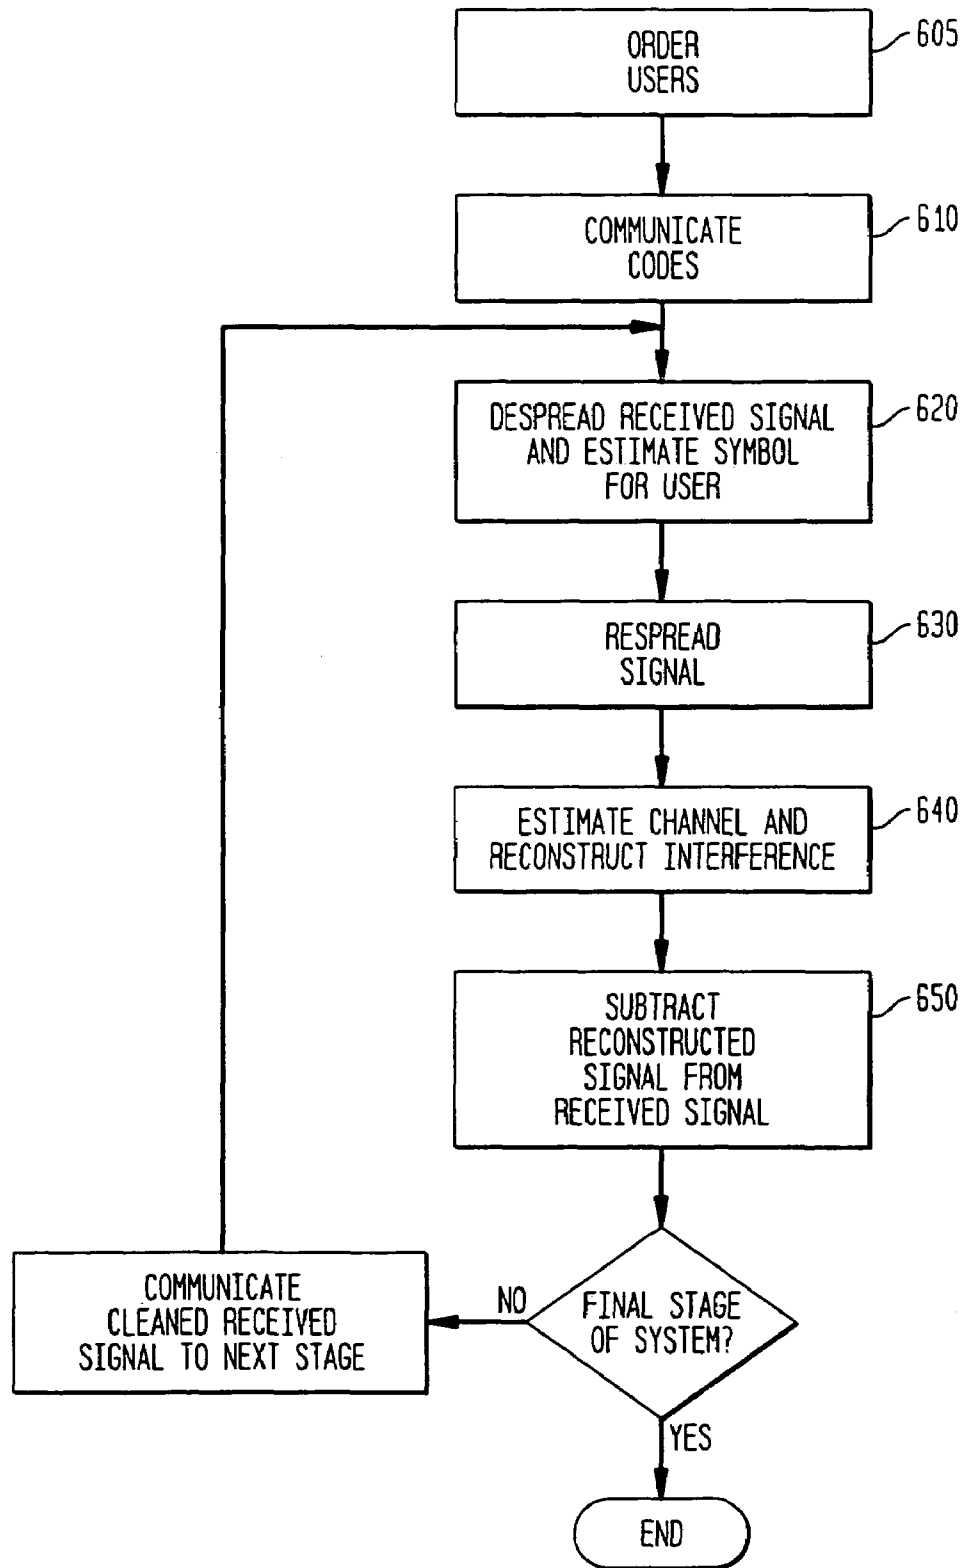 ORDER
USERS
605
COMMUNICATE
CODES
610
DESPREAD RECEIVED SIGNAL
AND ESTIMATE SYMBOL
FOR USER
620
RESPREAD
SIGNAL
630
ESTIMATE CHANNEL AND
RECONSTRUCT INTERFERENCE
640
SUBTRACT
RECONSTRUCTED
SIGNAL FROM
RECEIVED SIGNAL
650
FINAL STAGE
OF SYSTEM?
NO
COMMUNICATE
CLEANED RECEIVED
SIGNAL TO NEXT STAGE
YES
END